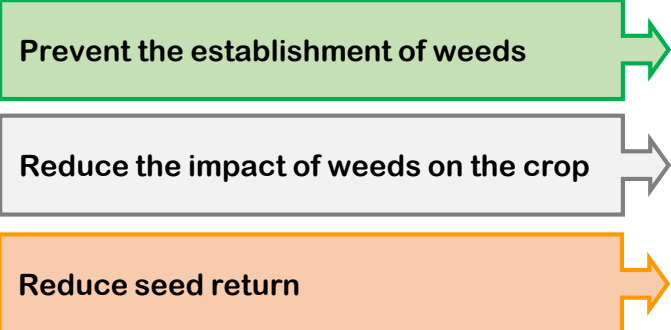 Prevent the establishment of weeds
Reduce the impact of weeds on the crop
Reduce seed return